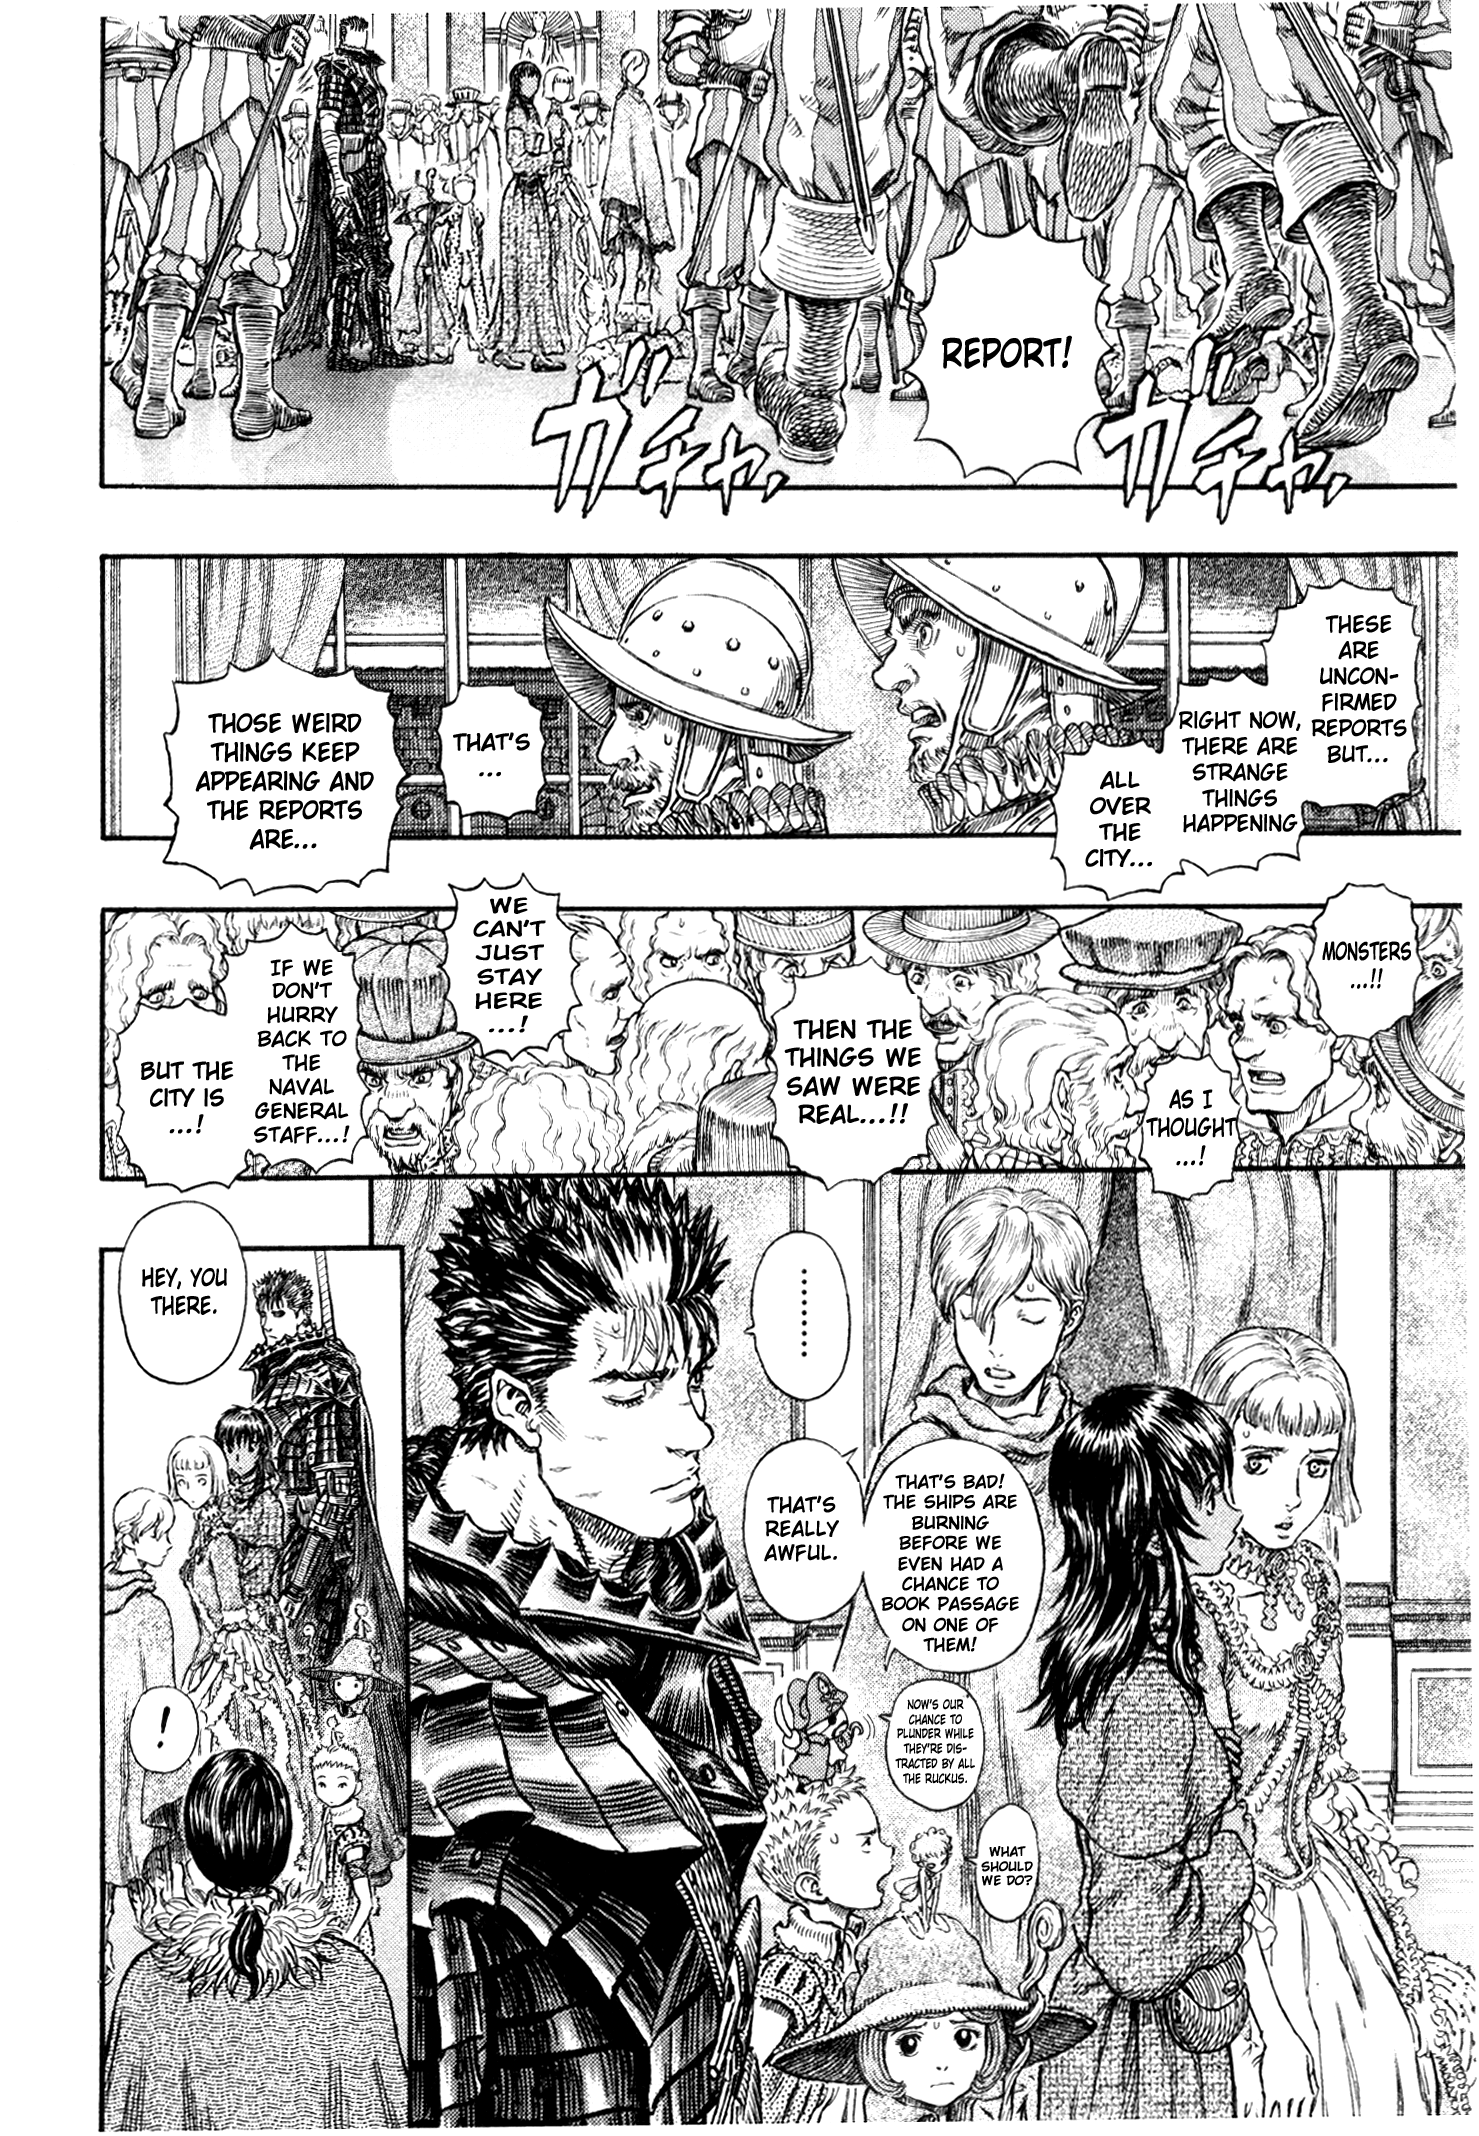 REPORT!
ガチャ,
ガチャ,
THESE
ARE
UNCON-
FIRMED
REPORTS
BUT...
RIGHT NOW,
THERE ARE
STRANGE
THINGS
HAPPENING
ALL
OVER
THE
CITY...
THAT'S
...
THOSE WEIRD
THINGS KEEP
APPEARING AND
THE REPORTS
ARE...
MONSTERS
...!!
AS I
THOUGHT
...!
THEN THE
THINGS WE
SAW WERE
REAL...!!
WE
CAN'T
JUST
STAY
HERE
...!
IF WE
DON'T
HURRY
BACK TO
THE
NAVAL
GENERAL
STAFF...!
BUT THE
CITY IS
...!
THAT'S BAD!
THE SHIPS ARE
BURNING
BEFORE WE
EVEN HAD A
CHANCE TO
BOOK PASSAGE
ON ONE OF
THEM!
THAT'S
REALLY
AWFUL.
.........
NOW'S OUR
CHANCE TO
PLUNDER WHILE
THEY'RE DIS-
TRACTED BY ALL
THE RUCKUS.
WHAT
SHOULD
WE DO?
HEY, YOU
THERE.
!